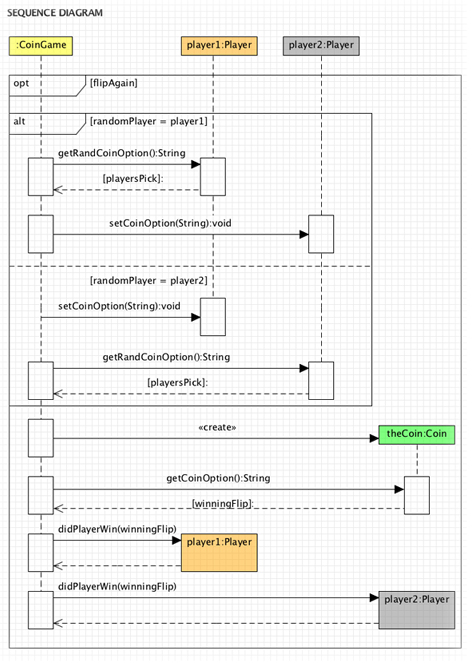 SEQUENCE DIAGRAM
:CoinGame player1:Player player2:Player
opt [flipAgain]
alt [randomPlayer = player1]
getRandCoinOption():String
[playersPick]:
setCoinOption(String):void
[randomPlayer = player2]
setCoinOption(String):void
getRandCoinOption():String
[playersPick]:
«create»
theCoin:Coin
getCoinOption():String
[winningFlip]:
didPlayerWin(winningFlip)
player1:Player
didPlayerWin(winningFlip)
player2:Player